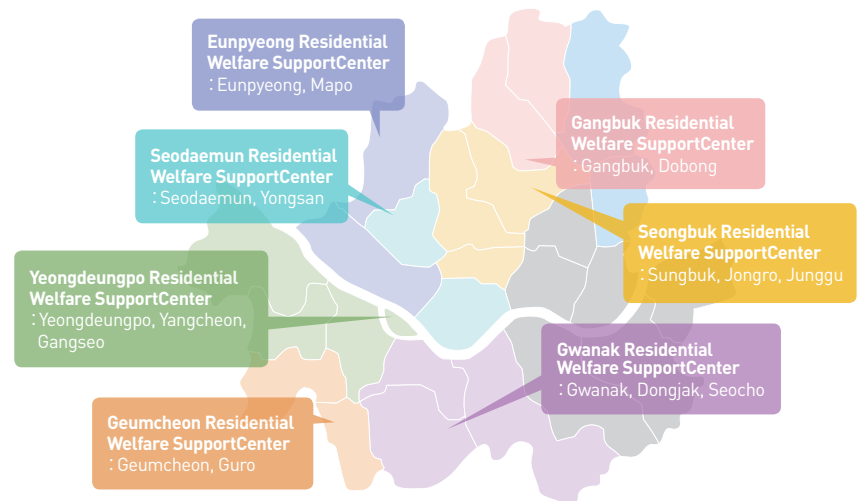 Eunpyeong Residential
Welfare SupportCenter
: Eunpyeong, Mapo
Gangbuk Residential
Welfare SupportCenter
: Gangbuk, Dobong
Seodaemun Residential
Welfare SupportCenter
: Seodaemun, Yongsan
Seongbuk Residential
Welfare SupportCenter
: Sungbuk, Jongro, Junggu
Yeongdeungpo Residential
Welfare SupportCenter
: Yeongdeungpo, Yangcheon,
Gangseo
Gwanak Residential
Welfare SupportCenter
: Gwanak, Dongjak, Seocho
Geumcheon Residential
Welfare SupportCenter
: Geumcheon, Guro